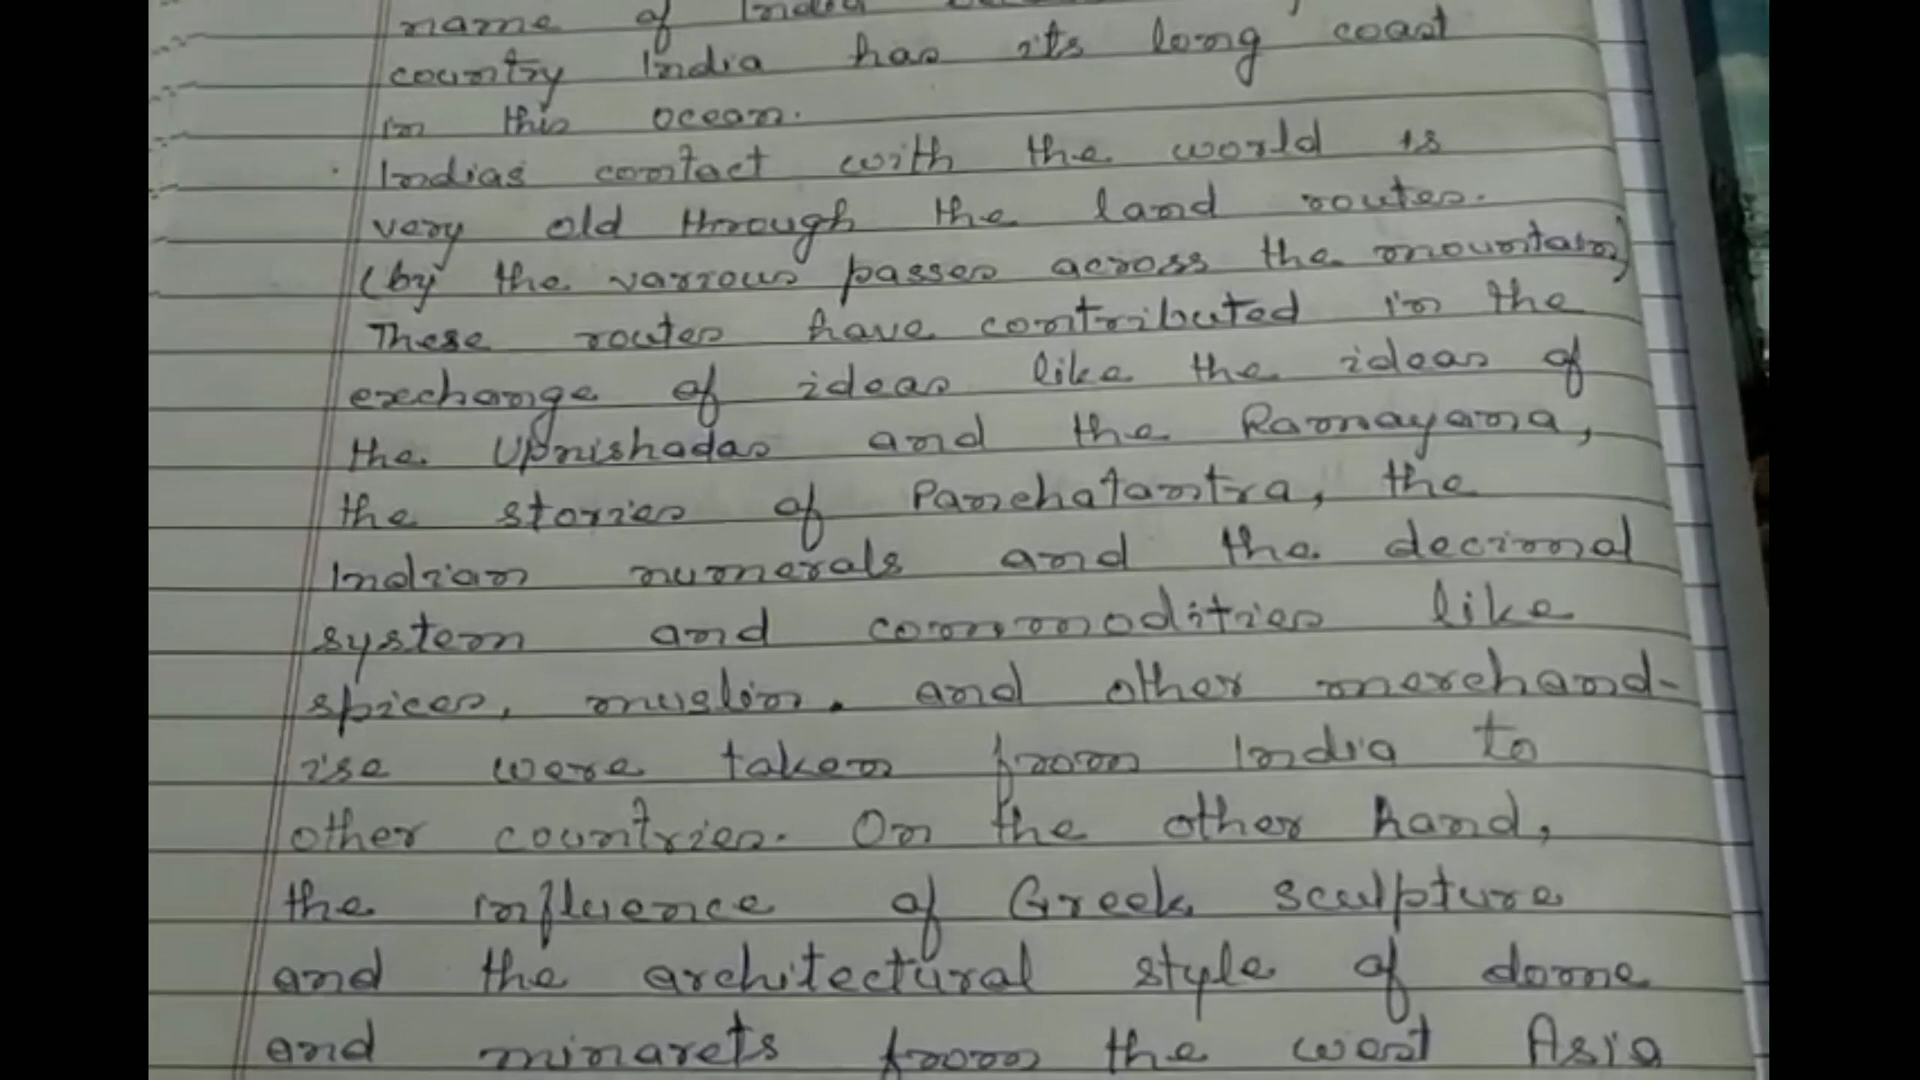 name of India
country India has its long coast
in this ocean.
Indias contact with the world is
very old through the land routes.
(by the various passes across the mountain)
These routes have contributed in the
exchange of ideas like the ideas of
the Upnishadas and the Ramayana,
the stories of Panchatantra, the
Indian numerals and the decimal
system and commodities like
spices, muslin. and other merchand-
ise were taken from India to
other countries. On the other hand,
the influence of Greek sculpture
and the architectural style of dome
and minarets from the west Asia